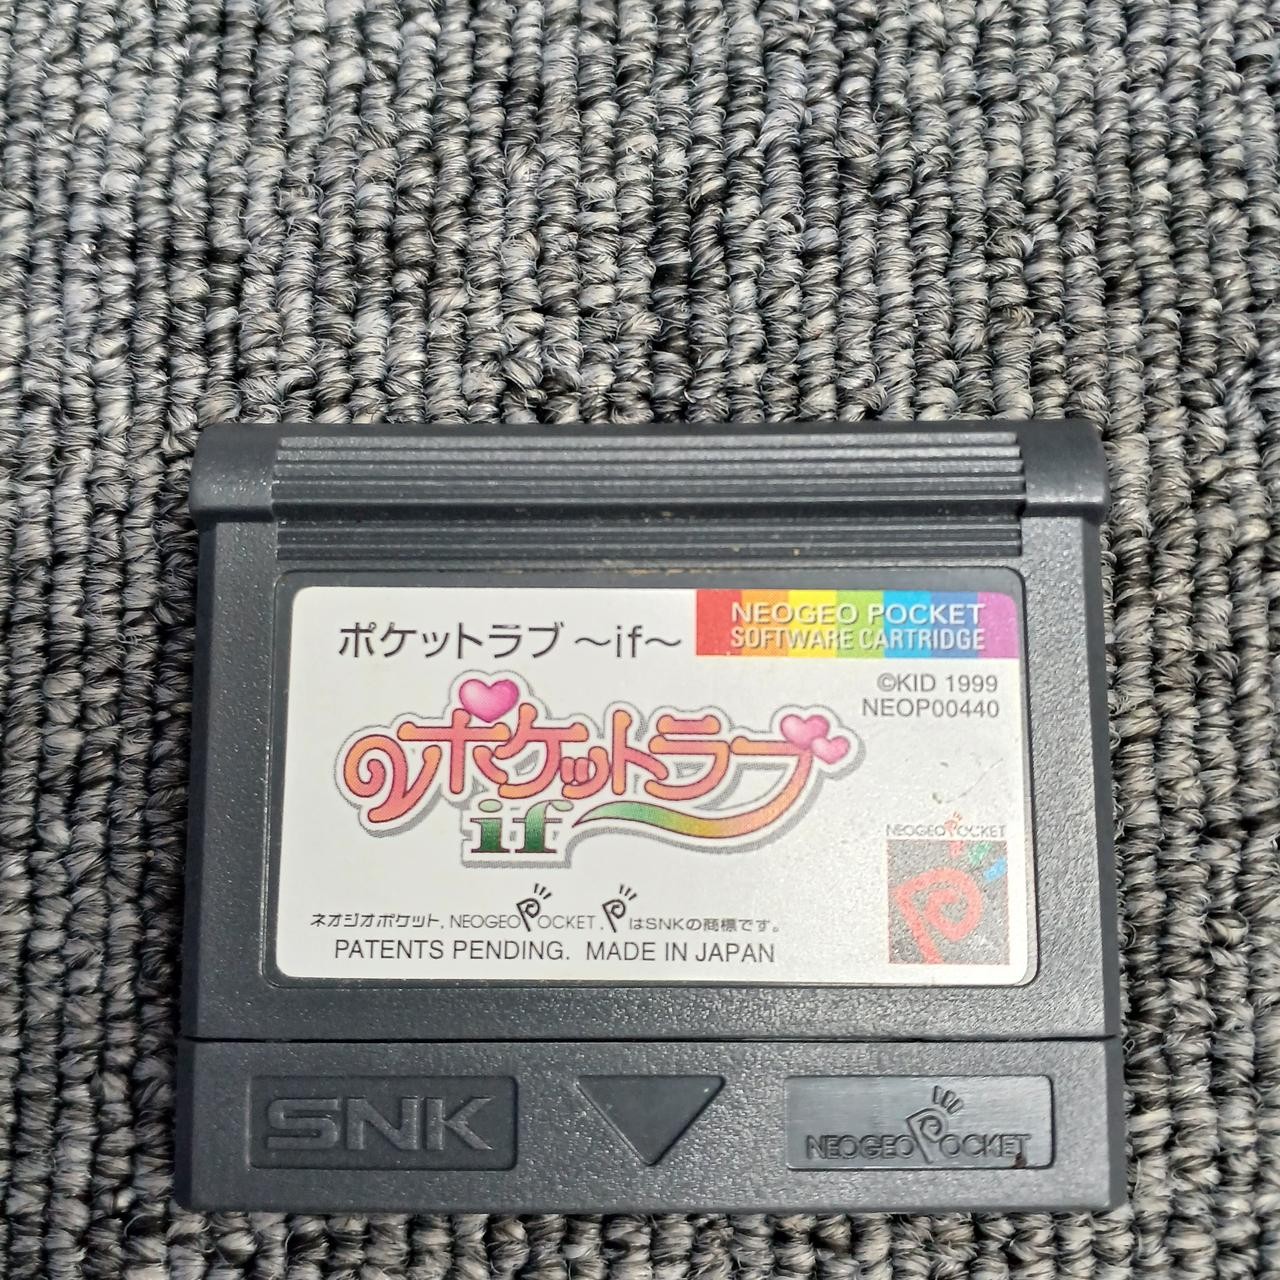 ポケットラブ ～if～
NEOGEO POCKET
SOFTWARE CARTRIDGE
©KID 1999
NEOP00440
ポケットラブ
if
NEOGEO POCKET
ネオジオポケット, NEOGEO POCKET , P はSNKの商標です。
PATENTS PENDING. MADE IN JAPAN
SNK
NEOGEO POCKET